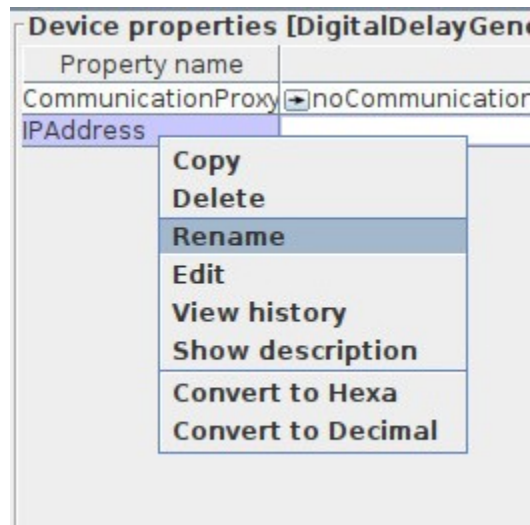 Device properties [DigitalDelayGen
Property name
CommunicationProxy noCommunication
IPAddress
Copy
Delete
Rename
Edit
View history
Show description
Convert to Hexa
Convert to Decimal